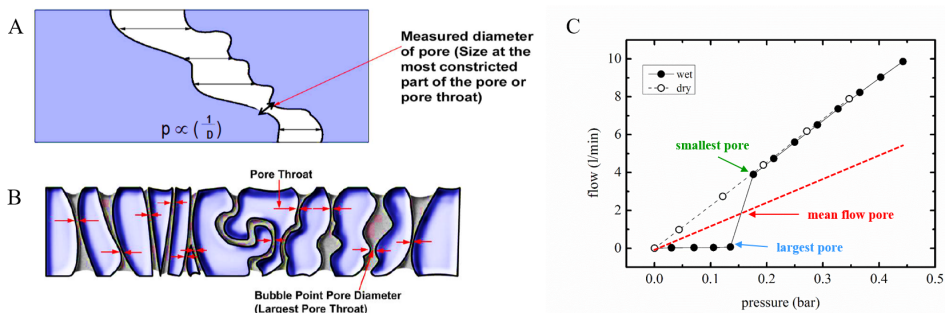 A
Measured diameter
of pore (Size at the
most constricted
part of the pore or
pore throat)
p ∝ (1/D)
B
Pore Throat
Bubble Point Pore Diameter
(Largest Pore Throat)
C
10
8
6
4
2
0
flow (l/min)
wet
dry
smallest pore
mean flow pore
largest pore
0.0 0.1 0.2 0.3 0.4 0.5
pressure (bar)